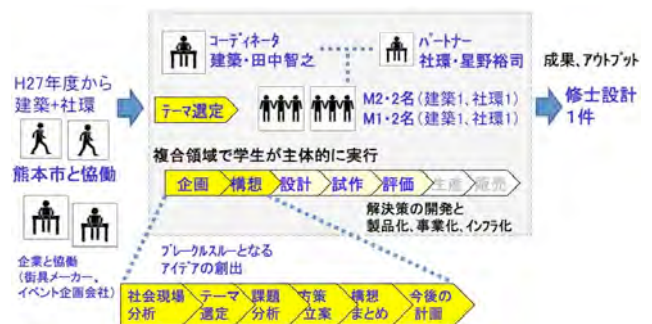 コーディネータ
建築・田中智之
パートナー
社環・星野裕司
成果、アウトプット
H27年度から
建築+社環
テーマ選定
M2・2名(建築1、社環1)
M1・2名(建築1、社環1)
修士設計
1件
熊本市と協働
複合領域で学生が主体的に実行
企画
構想
設計
試作
評価
生産
販売
解決策の開発と
製品化、事業化、インフラ化
企業と協働
(街具メーカー、
イベント企画会社)
ブレークルスルーとなる
アイデアの創出
社会現場
分析
テーマ
選定
課題
分析
方策
立案
構想
まとめ
今後の
計画